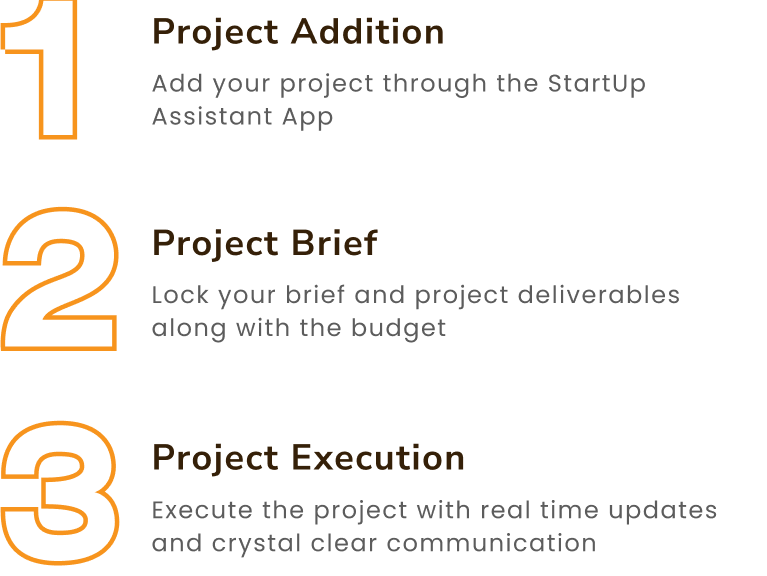 1
Project Addition
Add your project through the StartUp
Assistant App
2
Project Brief
Lock your brief and project deliverables
along with the budget
3
Project Execution
Execute the project with real time updates
and crystal clear communication